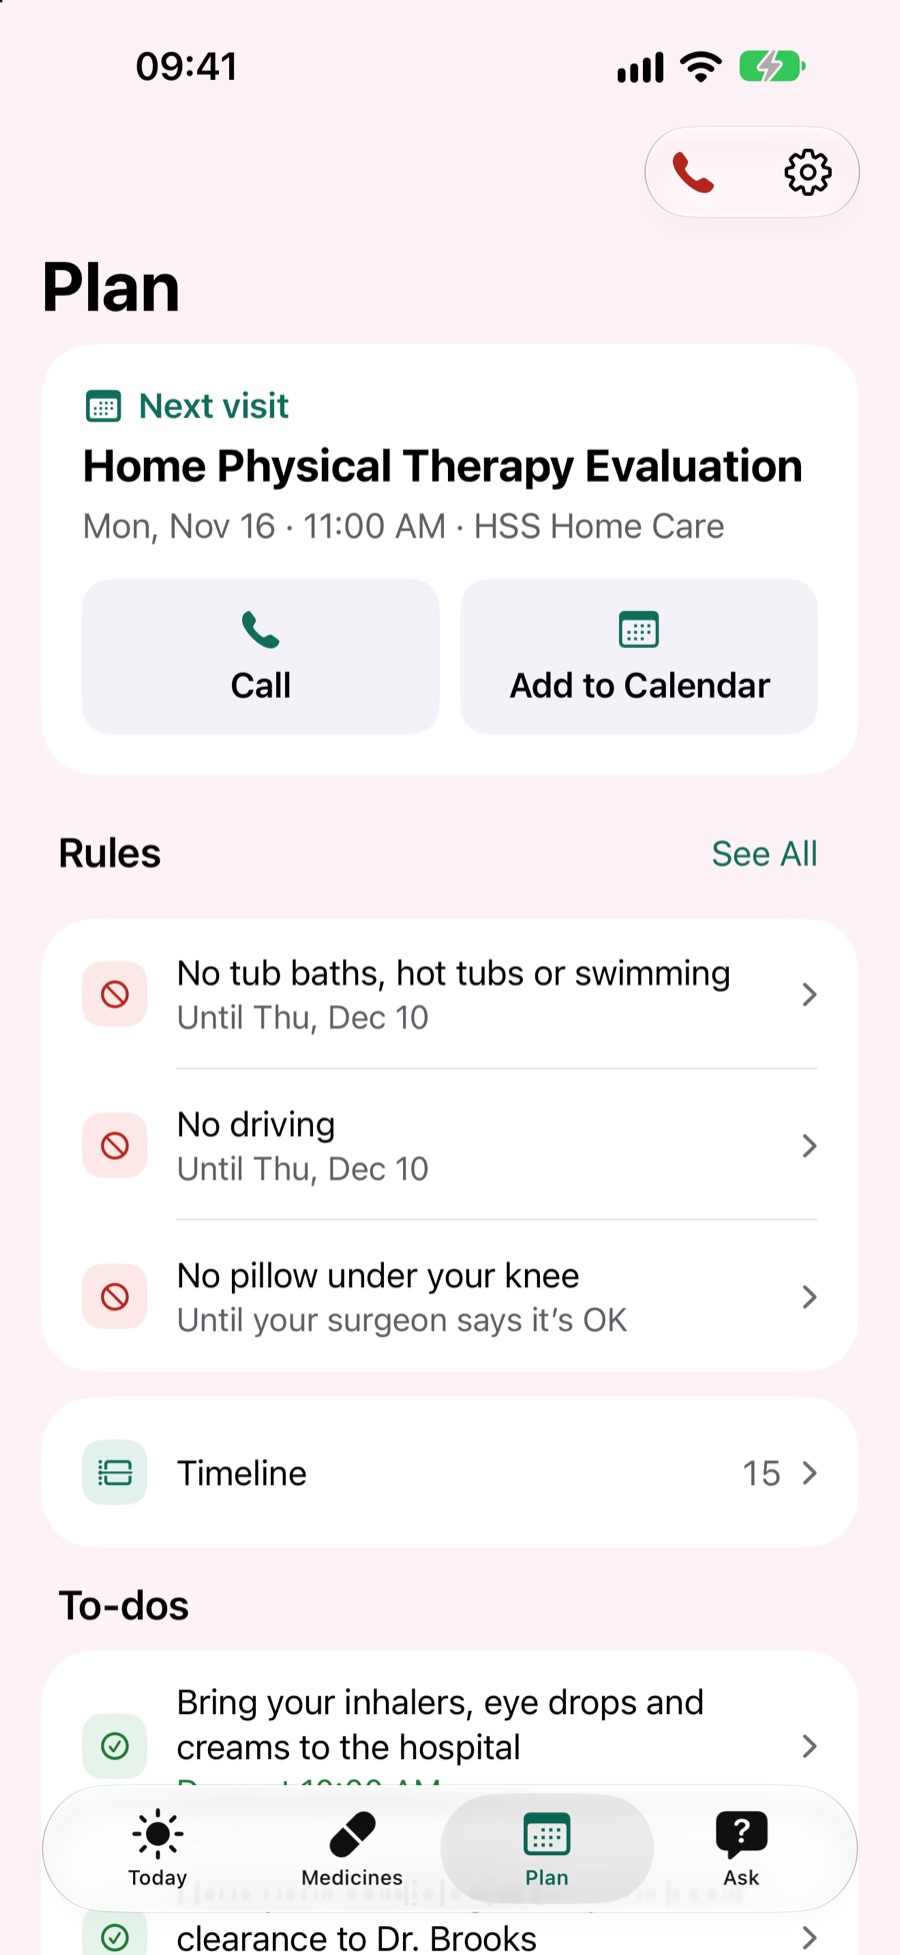 09:41
Plan
Next visit
Home Physical Therapy Evaluation
Mon, Nov 16 · 11:00 AM · HSS Home Care
Call
Add to Calendar
Rules
See All
No tub baths, hot tubs or swimming
Until Thu, Dec 10
No driving
Until Thu, Dec 10
No pillow under your knee
Until your surgeon says it’s OK
Timeline
15
To-dos
Bring your inhalers, eye drops and
creams to the hospital
10:00 AM
Today
Medicines
Plan
Ask
clearance to Dr. Brooks